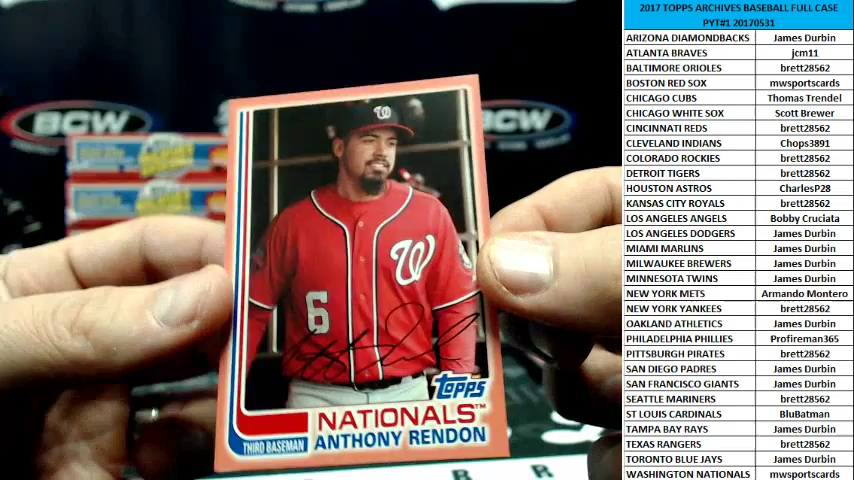 BCW
W
W
6
Topps
NATIONALS™
THIRD BASEMAN
ANTHONY RENDON
2017 TOPPS ARCHIVES BASEBALL FULL CASE
PYT#1 20170531
ARIZONA DIAMONDBACKS James Durbin
ATLANTA BRAVES jcm11
BALTIMORE ORIOLES brett28562
BOSTON RED SOX mwsportscards
CHICAGO CUBS Thomas Trendel
CHICAGO WHITE SOX Scott Brewer
CINCINNATI REDS brett28562
CLEVELAND INDIANS Chops3891
COLORADO ROCKIES brett28562
DETROIT TIGERS brett28562
HOUSTON ASTROS CharlesP28
KANSAS CITY ROYALS brett28562
LOS ANGELES ANGELS Bobby Cruciata
LOS ANGELES DODGERS James Durbin
MIAMI MARLINS James Durbin
MILWAUKEE BREWERS James Durbin
MINNESOTA TWINS James Durbin
NEW YORK METS Armando Montero
NEW YORK YANKEES brett28562
OAKLAND ATHLETICS James Durbin
PHILADELPHIA PHILLIES Profireman365
PITTSBURGH PIRATES brett28562
SAN DIEGO PADRES James Durbin
SAN FRANCISCO GIANTS James Durbin
SEATTLE MARINERS brett28562
ST LOUIS CARDINALS BluBatman
TAMPA BAY RAYS James Durbin
TEXAS RANGERS brett28562
TORONTO BLUE JAYS James Durbin
WASHINGTON NATIONALS mwsportscards